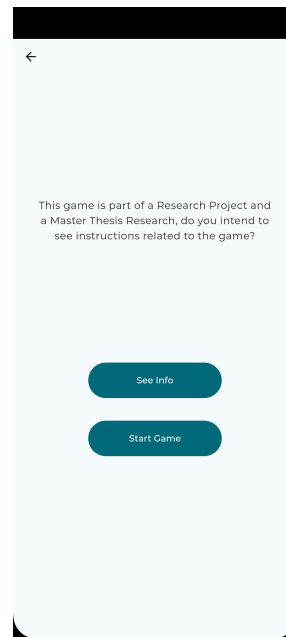 This game is part of a Research Project and
a Master Thesis Research, do you intend to
see instructions related to the game?
See Info
Start Game